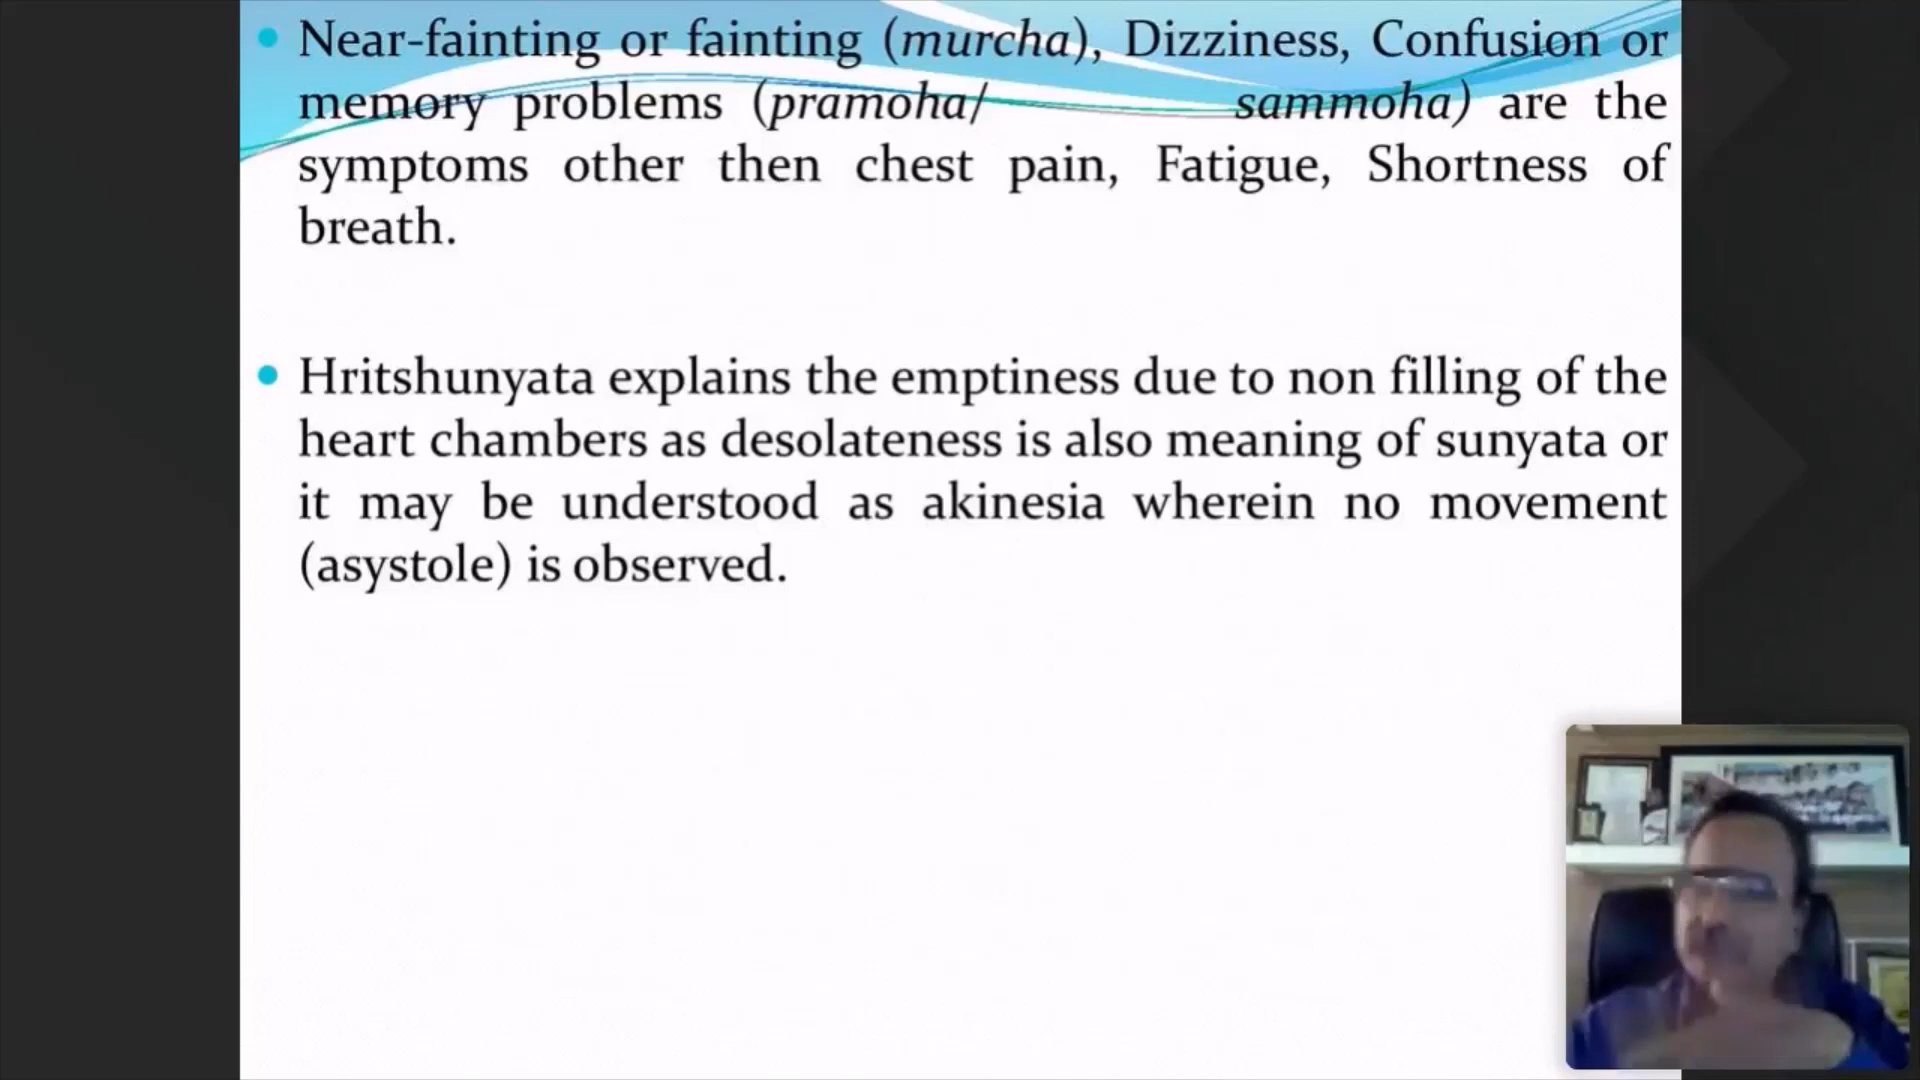 Near-fainting or fainting (murcha), Dizziness, Confusion or
memory problems (pramoha/ sammoha) are the
symptoms other then chest pain, Fatigue, Shortness of
breath.
Hritshunyata explains the emptiness due to non filling of the
heart chambers as desolateness is also meaning of sunyata or
it may be understood as akinesia wherein no movement
(asystole) is observed.